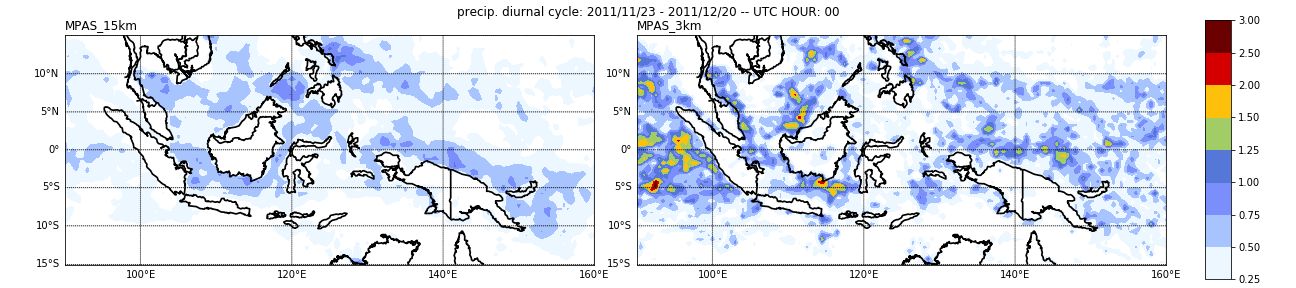 precip. diurnal cycle: 2011/11/23 - 2011/12/20 -- UTC HOUR: 00
MPAS_15km
MPAS_3km
10°N
5°N
0°
5°S
10°S
15°S
100°E
120°E
140°E
160°E
10°N
5°N
0°
5°S
10°S
15°S
100°E
120°E
140°E
160°E
3.00
2.50
2.00
1.50
1.25
1.00
0.75
0.50
0.25